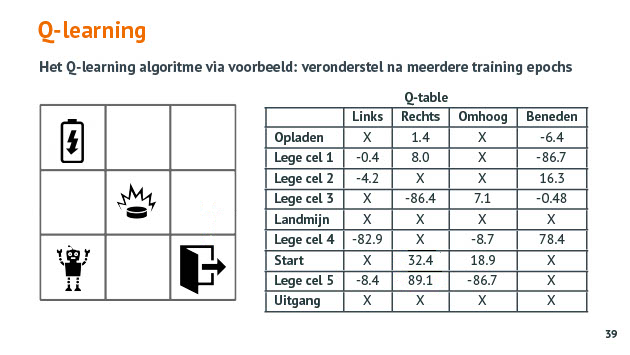 Q-learning
Het Q-learning algoritme via voorbeeld: veronderstel na meerdere training epochs
Q-table
Links Rechts Omhoog Beneden
Opladen X 1.4 X -6.4
Lege cel 1 -0.4 8.0 X -86.7
Lege cel 2 -4.2 X X 16.3
Lege cel 3 X -86.4 7.1 -0.48
Landmijn X X X X
Lege cel 4 -82.9 X -8.7 78.4
Start X 32.4 18.9 X
Lege cel 5 -8.4 89.1 -86.7 X
Uitgang X X X X
39